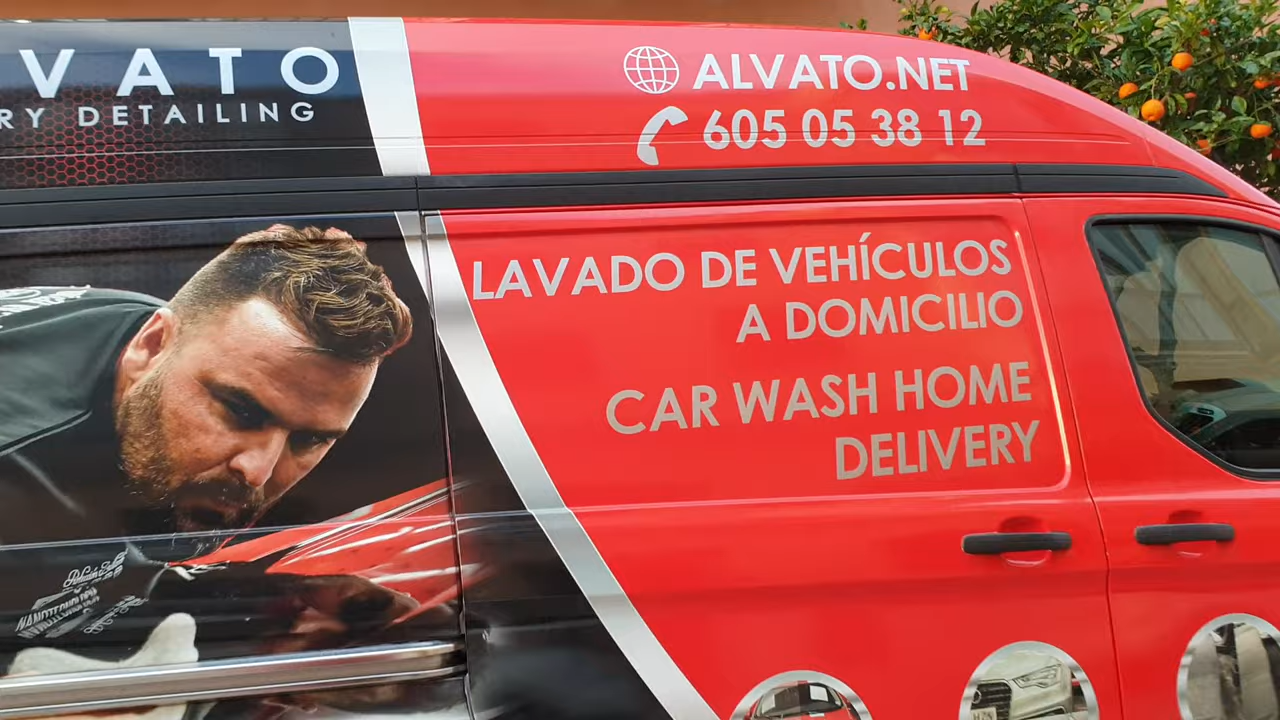 VATO
RY DETAILING
ALVATO.NET
605 05 38 12
LAVADO DE VEHÍCULOS
A DOMICILIO
CAR WASH HOME
DELIVERY